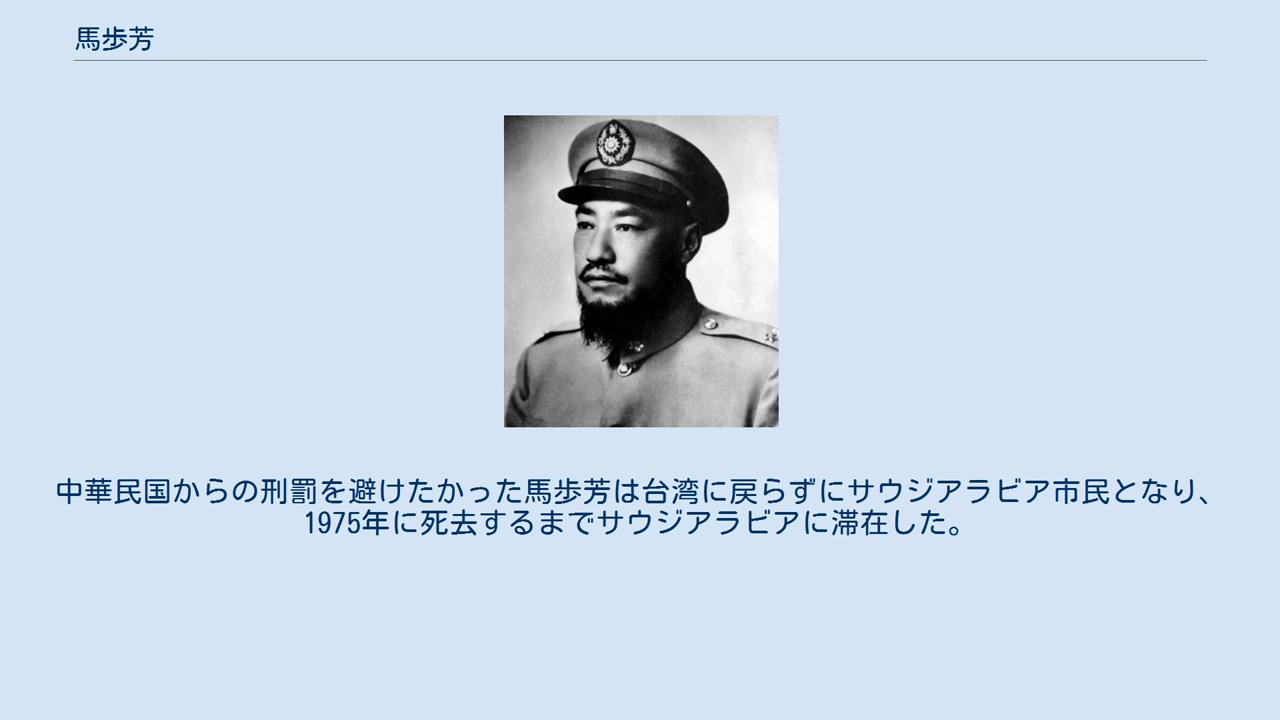 馬歩芳
中華民国からの刑罰を避けたかった馬歩芳は台湾に戻らずにサウジアラビア市民となり、
1975年に死去するまでサウジアラビアに滞在した。